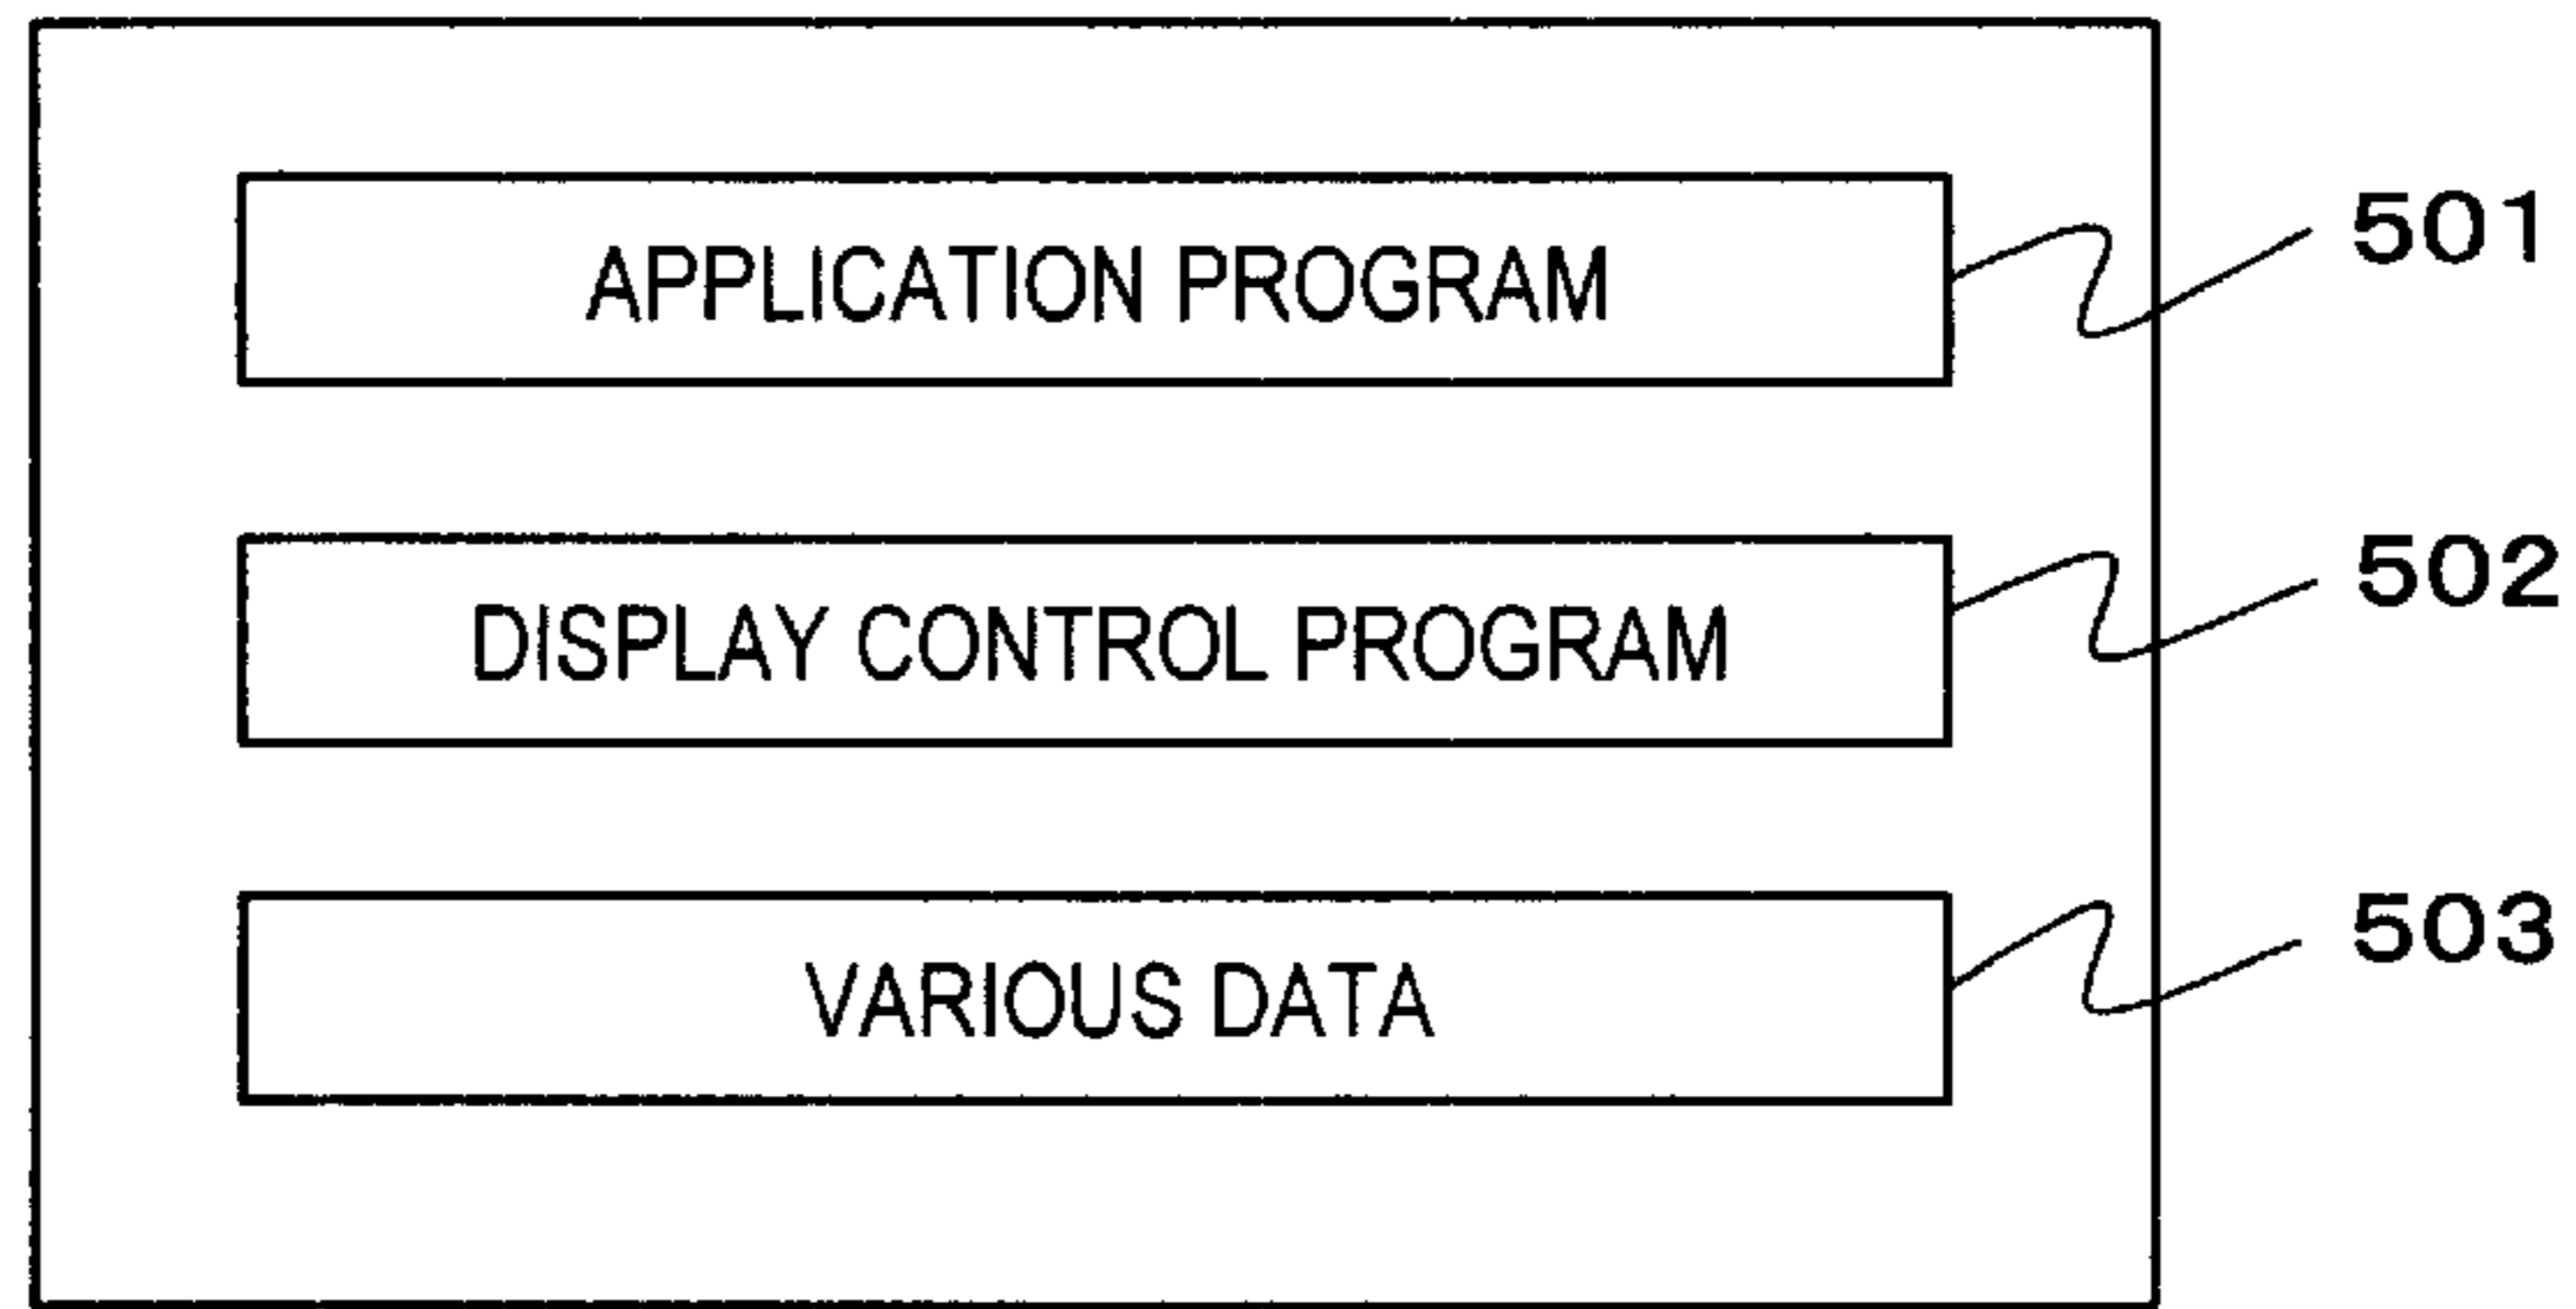 APPLICATION PROGRAM 501
DISPLAY CONTROL PROGRAM 502
VARIOUS DATA 503